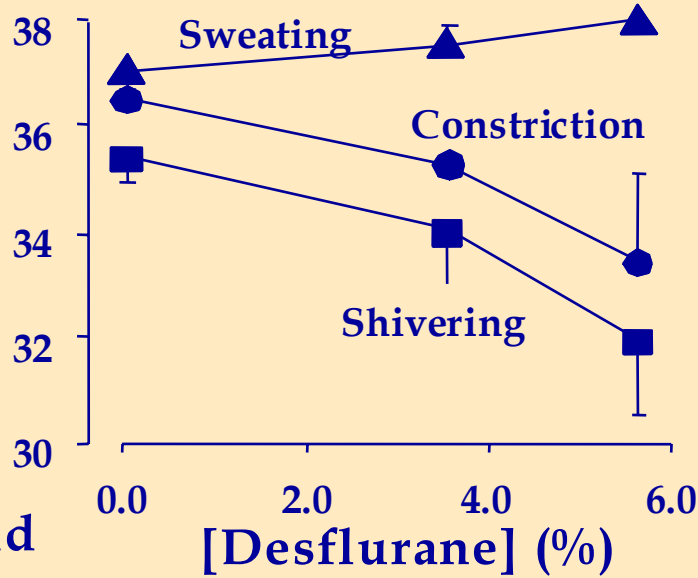 38
Sweating
36
Constriction
34
Shivering
32
30
0.0 2.0 4.0 6.0
[Desflurane] (%)